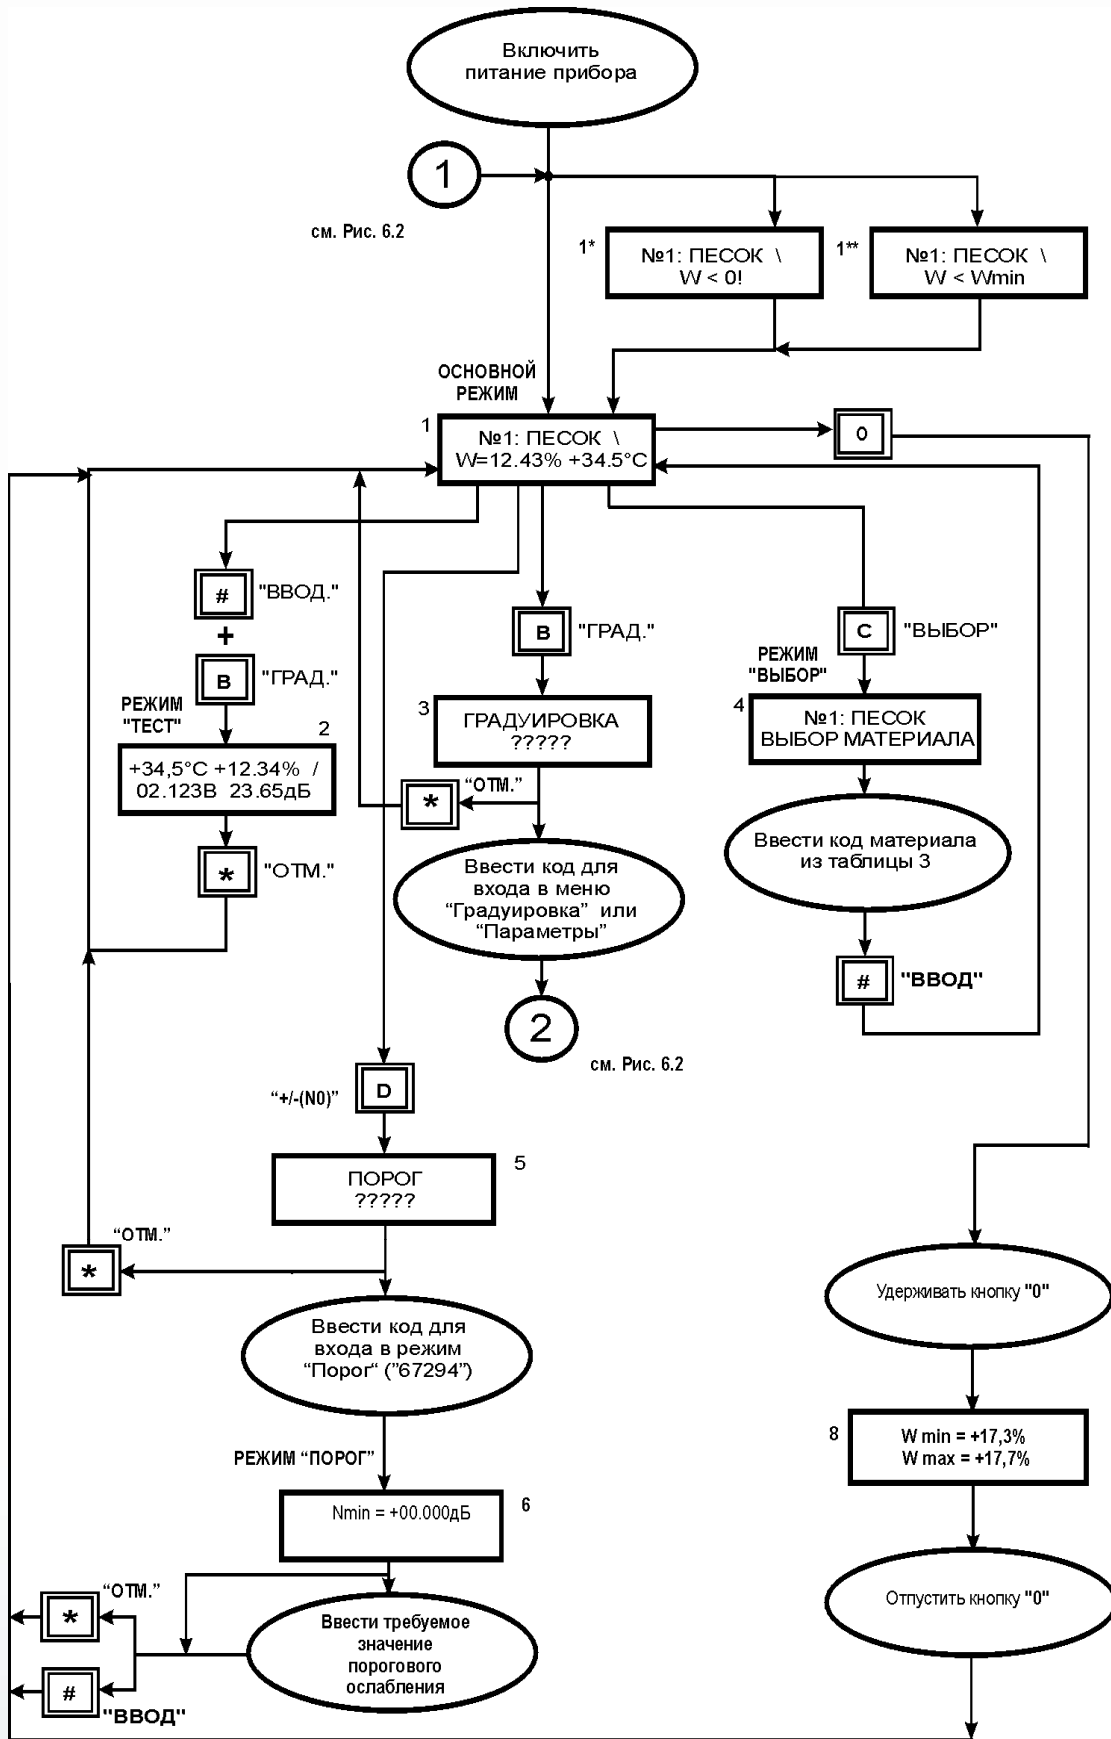 Включить
питание прибора
1
см. Рис. 6.2
1*
№1: ПЕСОК \
W < 0!
1**
№1: ПЕСОК \
W < Wmin
ОСНОВНОЙ
РЕЖИМ
1
№1: ПЕСОК \
W=12.43% +34.5°C
0
#
"ВВОД."
+
B
"ГРАД."
РЕЖИМ
"ТЕСТ"
2
+34,5°C +12.34% /
02.123В 23.65дБ
*
"ОТМ."
B
"ГРАД."
3
ГРАДУИРОВКА
?????
*
“ОТМ.”
Ввести код для
входа в меню
“Градуировка” или
“Параметры”
2
см. Рис. 6.2
C
"ВЫБОР"
РЕЖИМ
"ВЫБОР"
4
№1: ПЕСОК
ВЫБОР МАТЕРИАЛА
Ввести код материала
из таблицы 3
#
"ВВОД"
“+/-(N0)”
D
5
ПОРОГ
?????
“ОТМ.”
*
Ввести код для
входа в режим
“Порог“ (”67294”)
РЕЖИМ “ПОРОГ”
6
Nmin = +00.000дБ
“ОТМ.”
*
#
"ВВОД"
Ввести требуемое
значение
порогового
ослабления
Удерживать кнопку "0"
8
W min = +17,3%
W max = +17,7%
Отпустить кнопку "0"